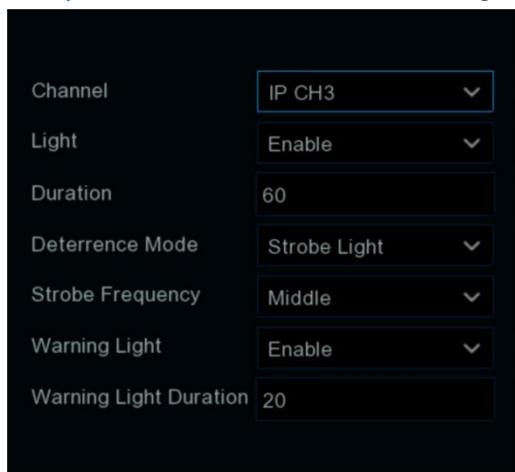 Channel IP CH3
Light Enable
Duration 60
Deterrence Mode Strobe Light
Strobe Frequency Middle
Warning Light Enable
Warning Light Duration 20